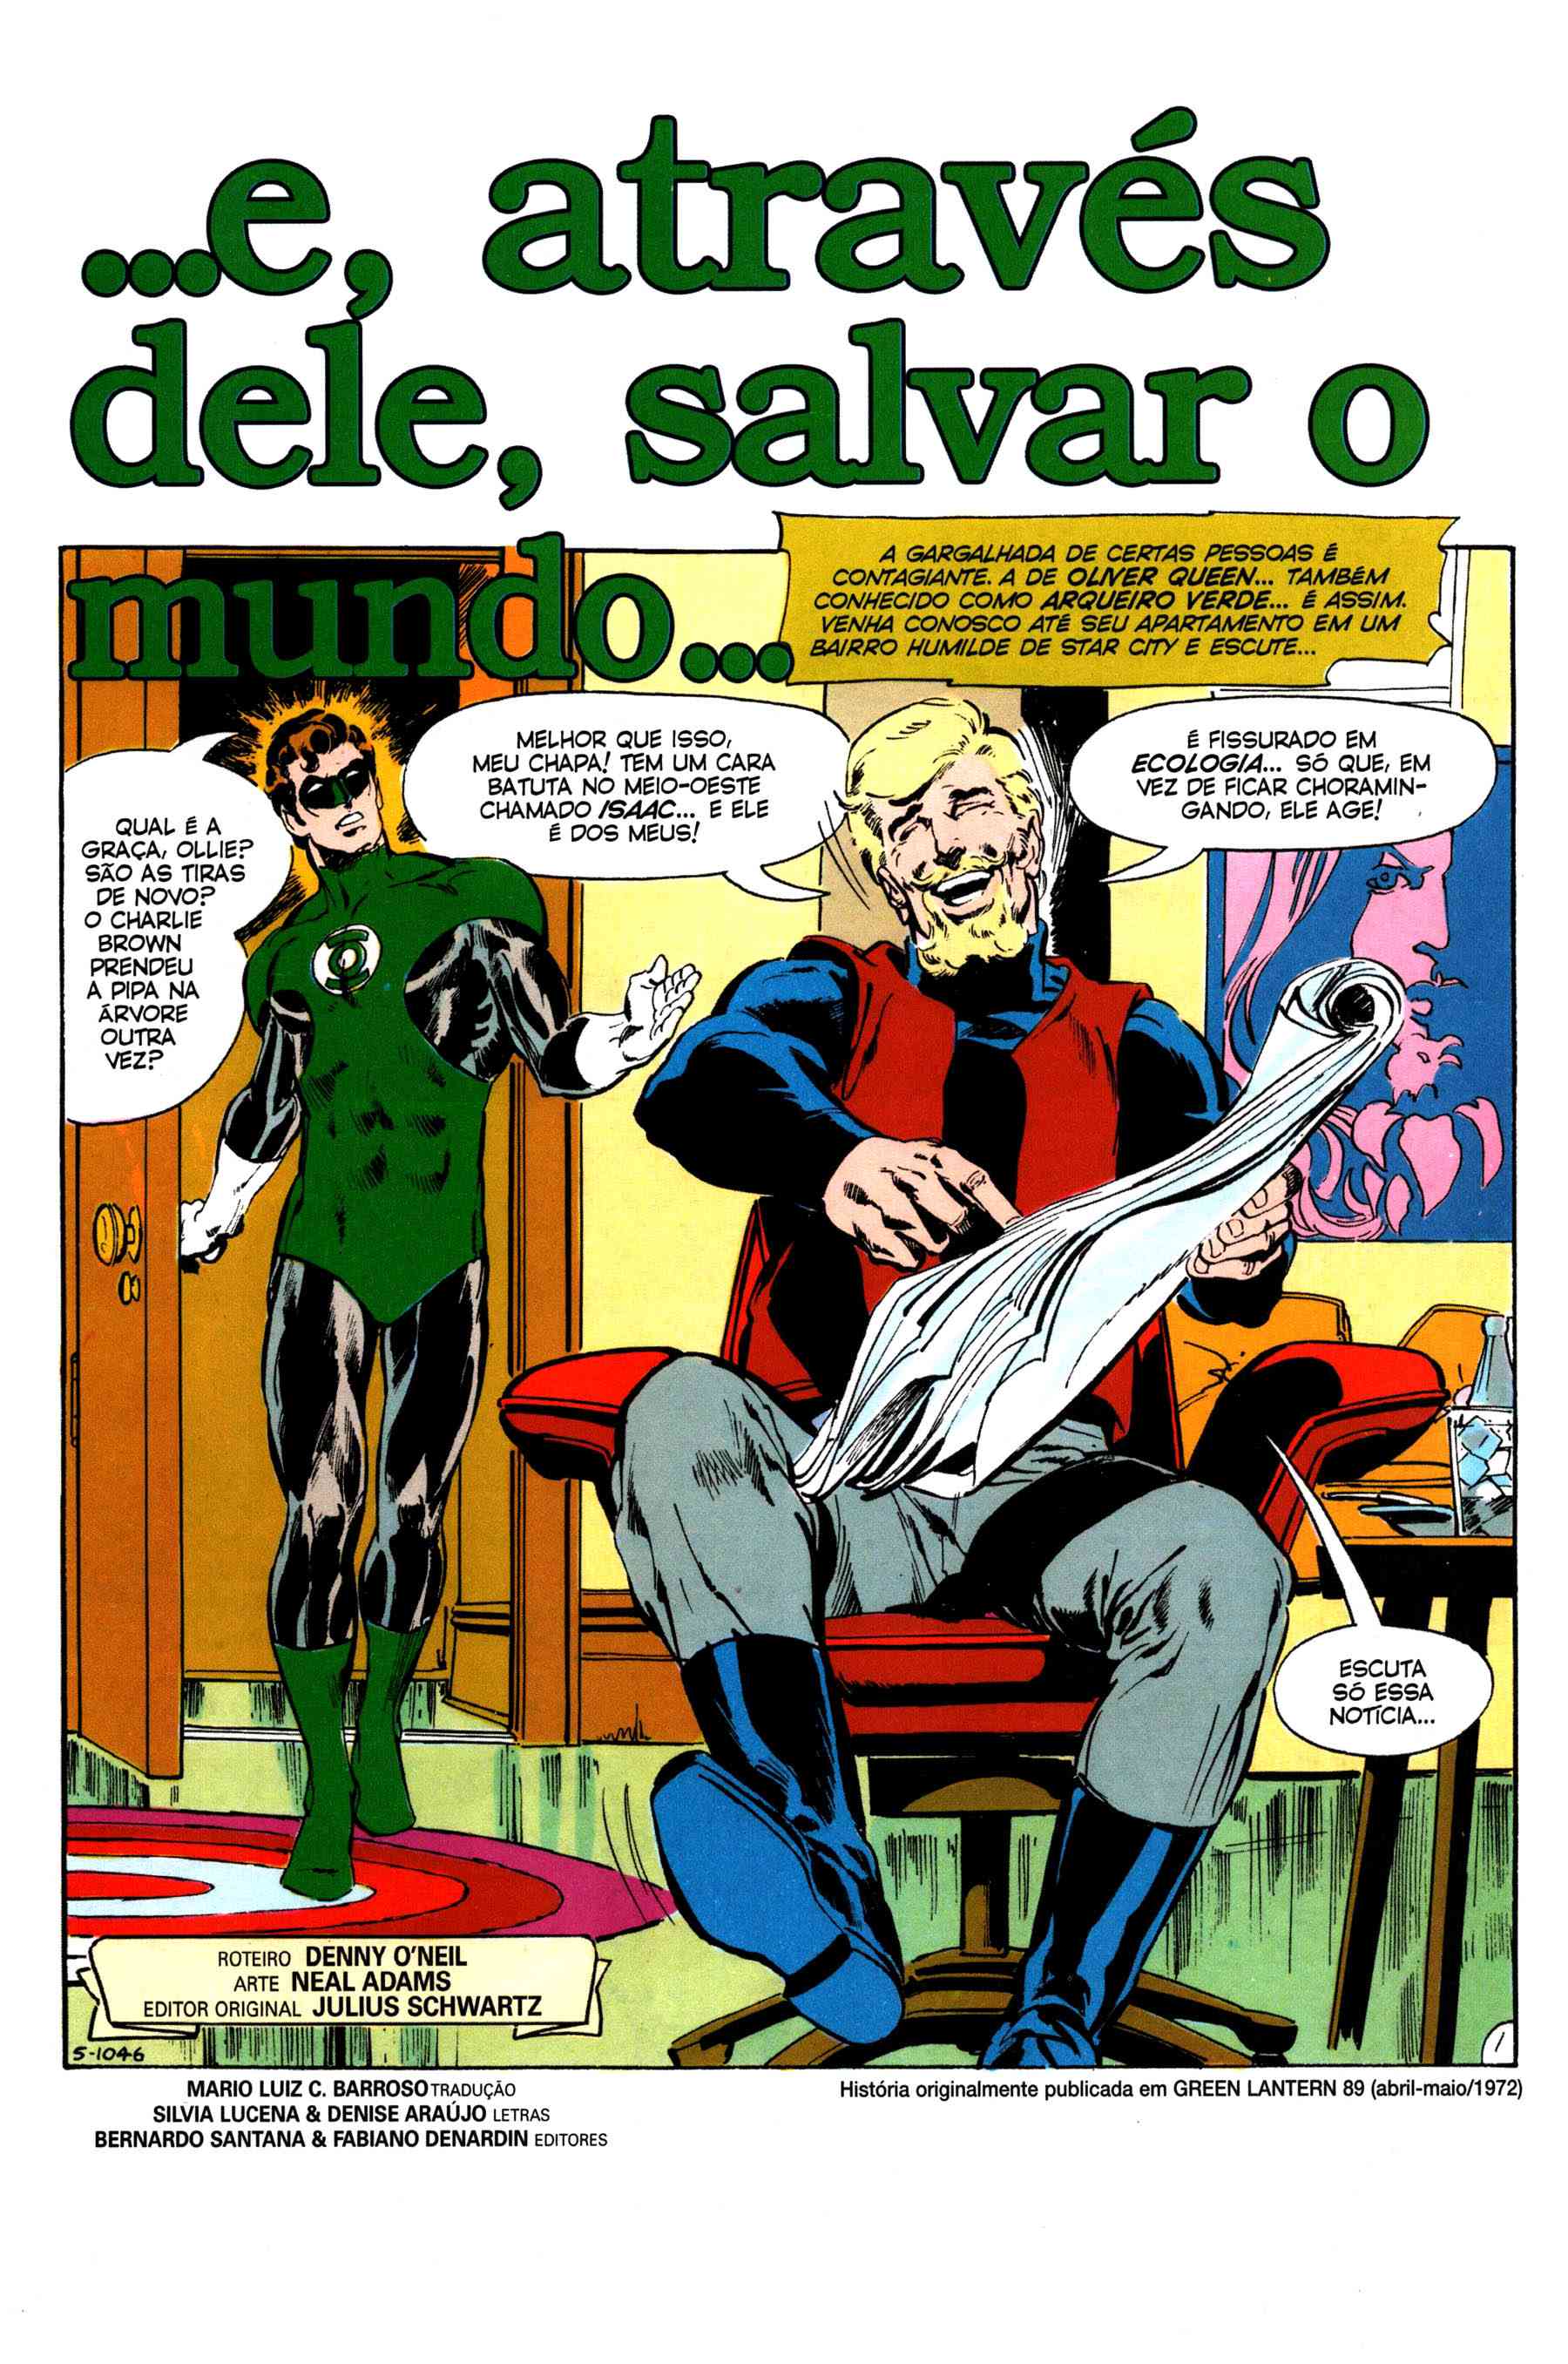 ...e, através
dele, salvar o
mundo...
A GARGALHADA DE CERTAS PESSOAS É
CONTAGIANTE. A DE OLIVER QUEEN... TAMBÉM
CONHECIDO COMO ARQUEIRO VERDE... É ASSIM.
VENHA CONOSCO ATÉ SEU APARTAMENTO EM UM
BAIRRO HUMILDE DE STAR CITY E ESCUTE...
QUAL É A
GRAÇA, OLLIE?
SÃO AS TIRAS
DE NOVO?
O CHARLIE
BROWN
PRENDEU
A PIPA NA
ÁRVORE
OUTRA
VEZ?
MELHOR QUE ISSO,
MEU CHAPA! TEM UM CARA
BATUTA NO MEIO-OESTE
CHAMADO ISAAC... E ELE
É DOS MEUS!
É FISSURADO EM
ECOLOGIA... SÓ QUE, EM
VEZ DE FICAR CHORAMIN-
GANDO, ELE AGE!
ESCUTA
SÓ ESSA
NOTÍCIA...
ROTEIRO DENNY O'NEIL
ARTE NEAL ADAMS
EDITOR ORIGINAL JULIUS SCHWARTZ
5-1046
1
MARIO LUIZ C. BARROSO TRADUÇÃO
SILVIA LUCENA & DENISE ARAÚJO LETRAS
BERNARDO SANTANA & FABIANO DENARDIN EDITORES
História originalmente publicada em GREEN LANTERN 89 (abril-maio/1972)